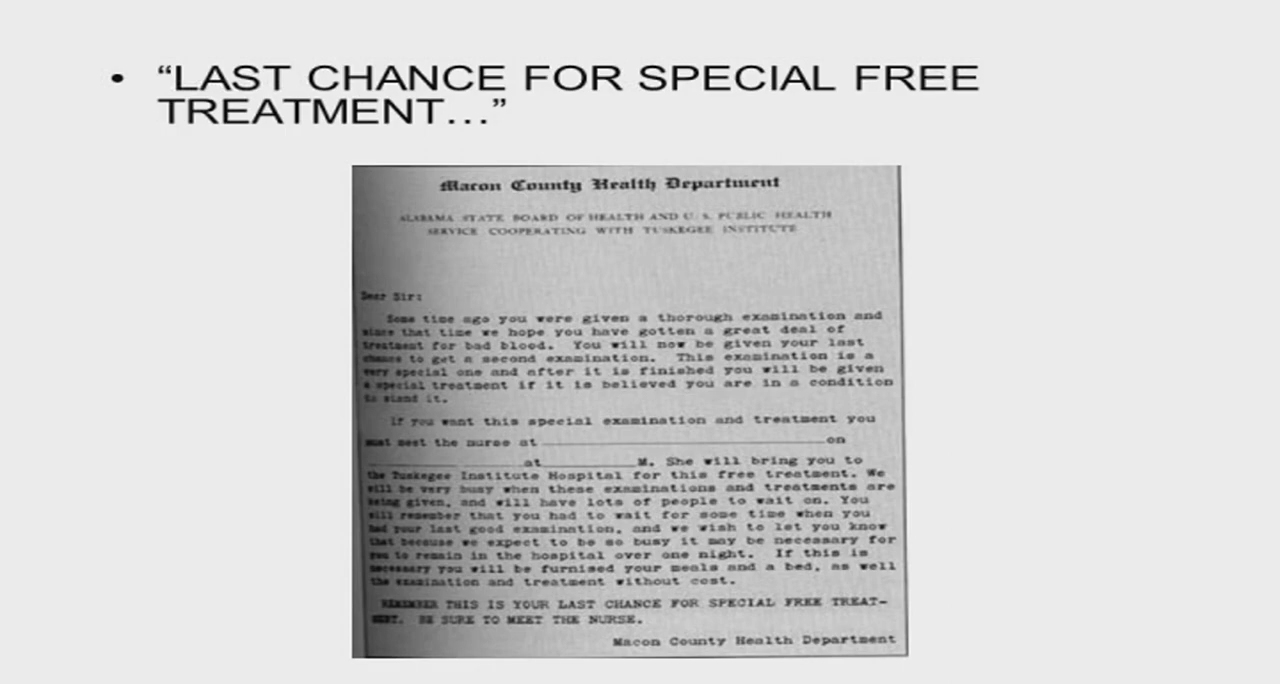 • “LAST CHANCE FOR SPECIAL FREE
TREATMENT…”
Macon County Health Department
ALABAMA STATE BOARD OF HEALTH AND U. S. PUBLIC HEALTH
SERVICE COOPERATING WITH TUSKEGEE INSTITUTE
Dear Sir:
Some time ago you were given a thorough examination and
since that time we hope you have gotten a great deal of
treatment for bad blood. You will now be given your last
chance to get a second examination. This examination is a
very special one and after it is finished you will be given
a special treatment if it is believed you are in a condition
to stand it.
If you want this special examination and treatment you
must meet the nurse at ______ on
______ at ______ M. She will bring you to
the Tuskegee Institute Hospital for this free treatment. We
will be very busy when these examinations and treatments are
being given, and will have lots of people to wait on. You
will remember that you had to wait for some time when you
had your last good examination, and we wish to let you know
that because we expect to be so busy it may be necessary for
you to remain in the hospital over one night. If this is
necessary you will be furnised your meals and a bed, as well
the examination and treatment without cost.
REMEMBER THIS IS YOUR LAST CHANCE FOR SPECIAL FREE TREAT-
MENT. BE SURE TO MEET THE NURSE.
Macon County Health Department